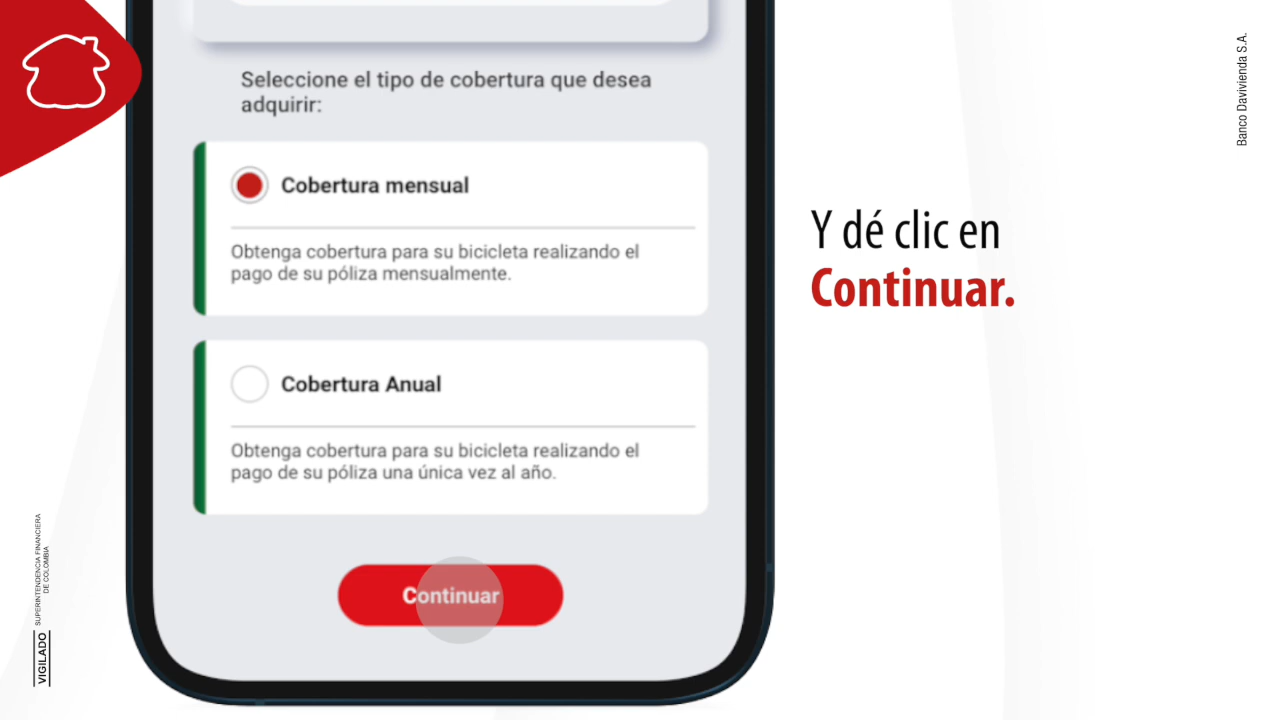 Seleccione el tipo de cobertura que desea
adquirir:
Cobertura mensual
Obtenga cobertura para su bicicleta realizando el
pago de su póliza mensualmente.
Cobertura Anual
Obtenga cobertura para su bicicleta realizando el
pago de su póliza una única vez al año.
Continuar
Y dé clic en
Continuar.
Banco Davivienda S.A.
VIGILADO
SUPERINTENDENCIA FINANCIERA
DE COLOMBIA